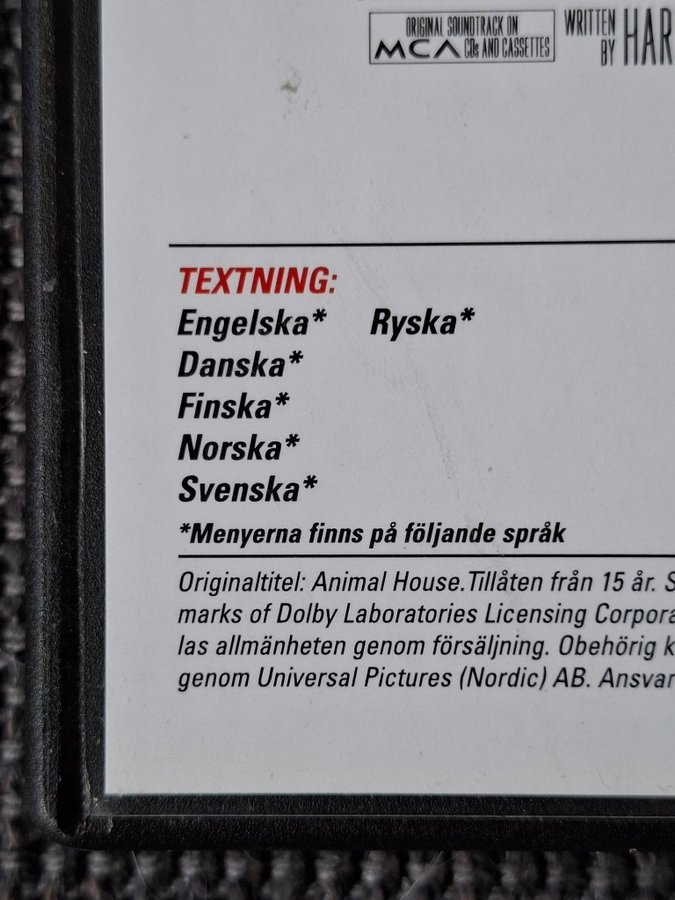 ORIGINAL SOUNDTRACK ON
MCA CDs AND CASSETTES
WRITTEN
BY
TEXTNING:
Engelska* Ryska*
Danska*
Finska*
Norska*
Svenska*
*Menyerna finns på följande språk
Originaltitel: Animal House. Tillåten från 15 år.
marks of Dolby Laboratories Licensing
las allmänheten genom försäljning. Obehörig
genom Universal Pictures (Nordic) AB.